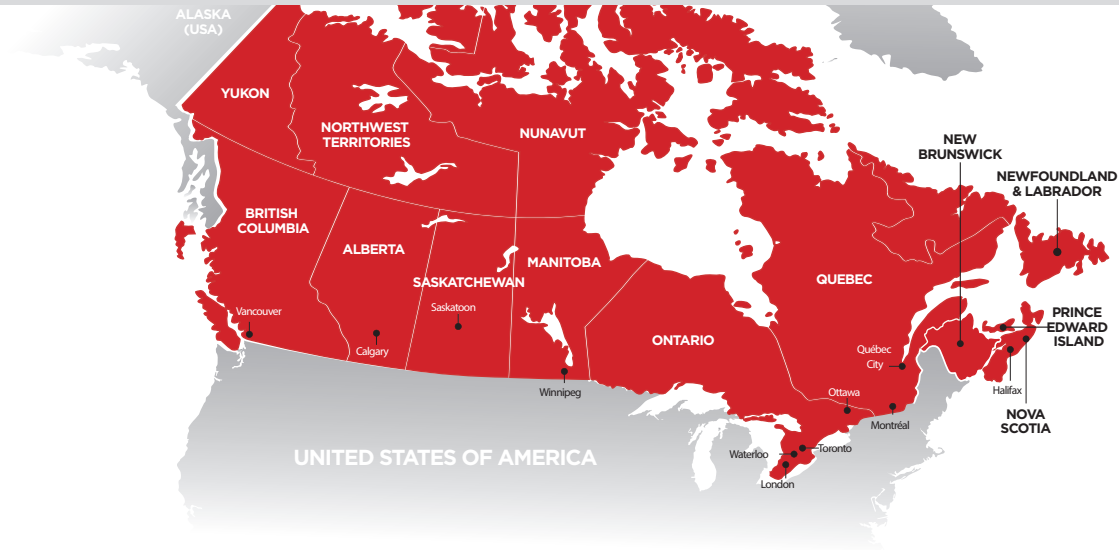 ALASKA
(USA)
YUKON
NORTHWEST
TERRITORIES
NUNAVUT
NEW
BRUNSWICK
NEWFOUNDLAND
& LABRADOR
BRITISH
COLUMBIA
ALBERTA
SASKATCHEWAN
MANITOBA
QUEBEC
ONTARIO
PRINCE
EDWARD
ISLAND
Vancouver
Calgary
Saskatoon
Winnipeg
Québec
City
Ottawa
Montréal
Halifax
NOVA
SCOTIA
Waterloo
Toronto
London
UNITED STATES OF AMERICA